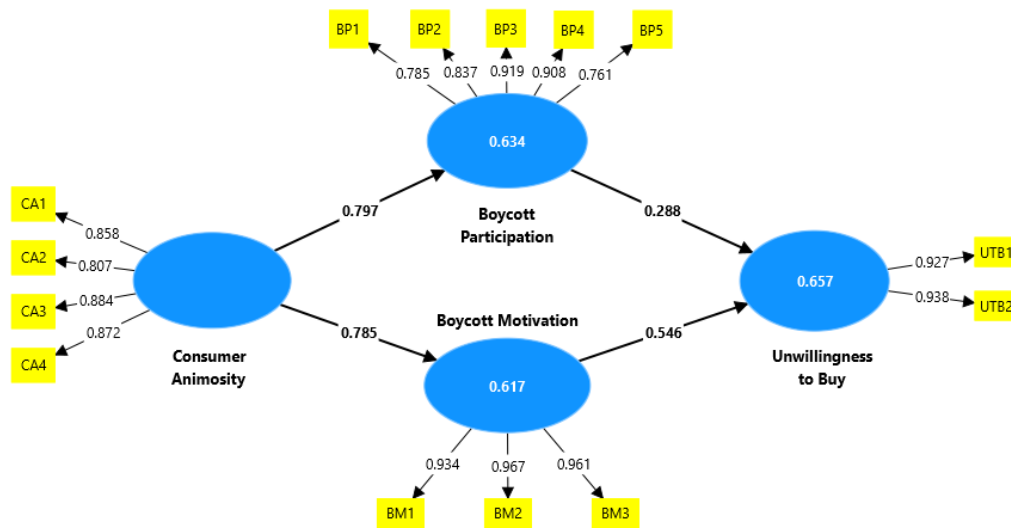 BP1
BP2
BP3
BP4
BP5
0.785
0.837
0.919
0.908
0.761
0.634
Boycott
Participation
CA1
CA2
CA3
CA4
0.858
0.807
0.884
0.872
Consumer
Animosity
0.797
0.785
0.288
0.546
Boycott Motivation
0.617
0.934
0.967
0.961
BM1
BM2
BM3
0.657
Unwillingness
to Buy
0.927
0.938
UTB1
UTB2